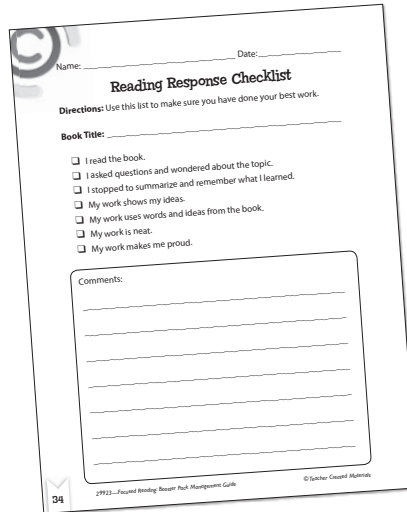 ©
Name: Date:
Reading Response Checklist
Directions: Use this list to make sure you have done your best work.
Book Title:
❑ I read the book.
❑ I asked questions and wondered about the topic.
❑ I stopped to summarize and remember what I learned.
❑ My work shows my ideas.
❑ My work uses words and ideas from the book.
❑ My work is neat.
❑ My work makes me proud.
Comments:
34 29923—Focused Reading: Booster Pack Management Guide © Teacher Created Materials